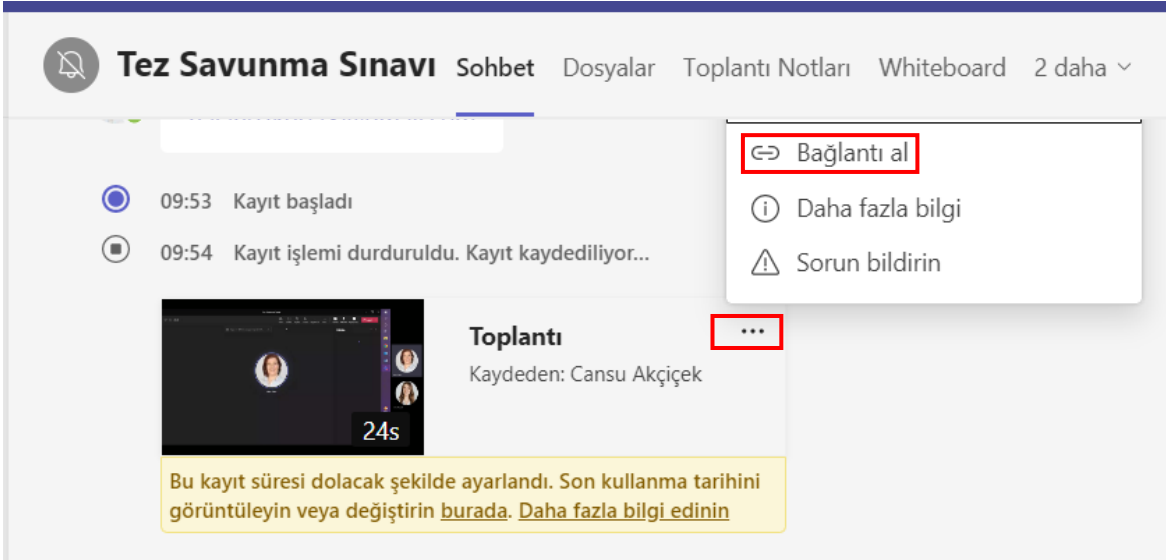 Tez Savunma Sınavı Sohbet Dosyalar Toplantı Notları Whiteboard 2 daha
Bağlantı al
Daha fazla bilgi
Sorun bildirin
09:53 Kayıt başladı
09:54 Kayıt işlemi durduruldu. Kayıt kaydediliyor...
Toplantı
Kaydeden: Cansu Akçiçek
24s
Bu kayıt süresi dolacak şekilde ayarlandı. Son kullanma tarihini
görüntüleyin veya değiştirin burada. Daha fazla bilgi edinin